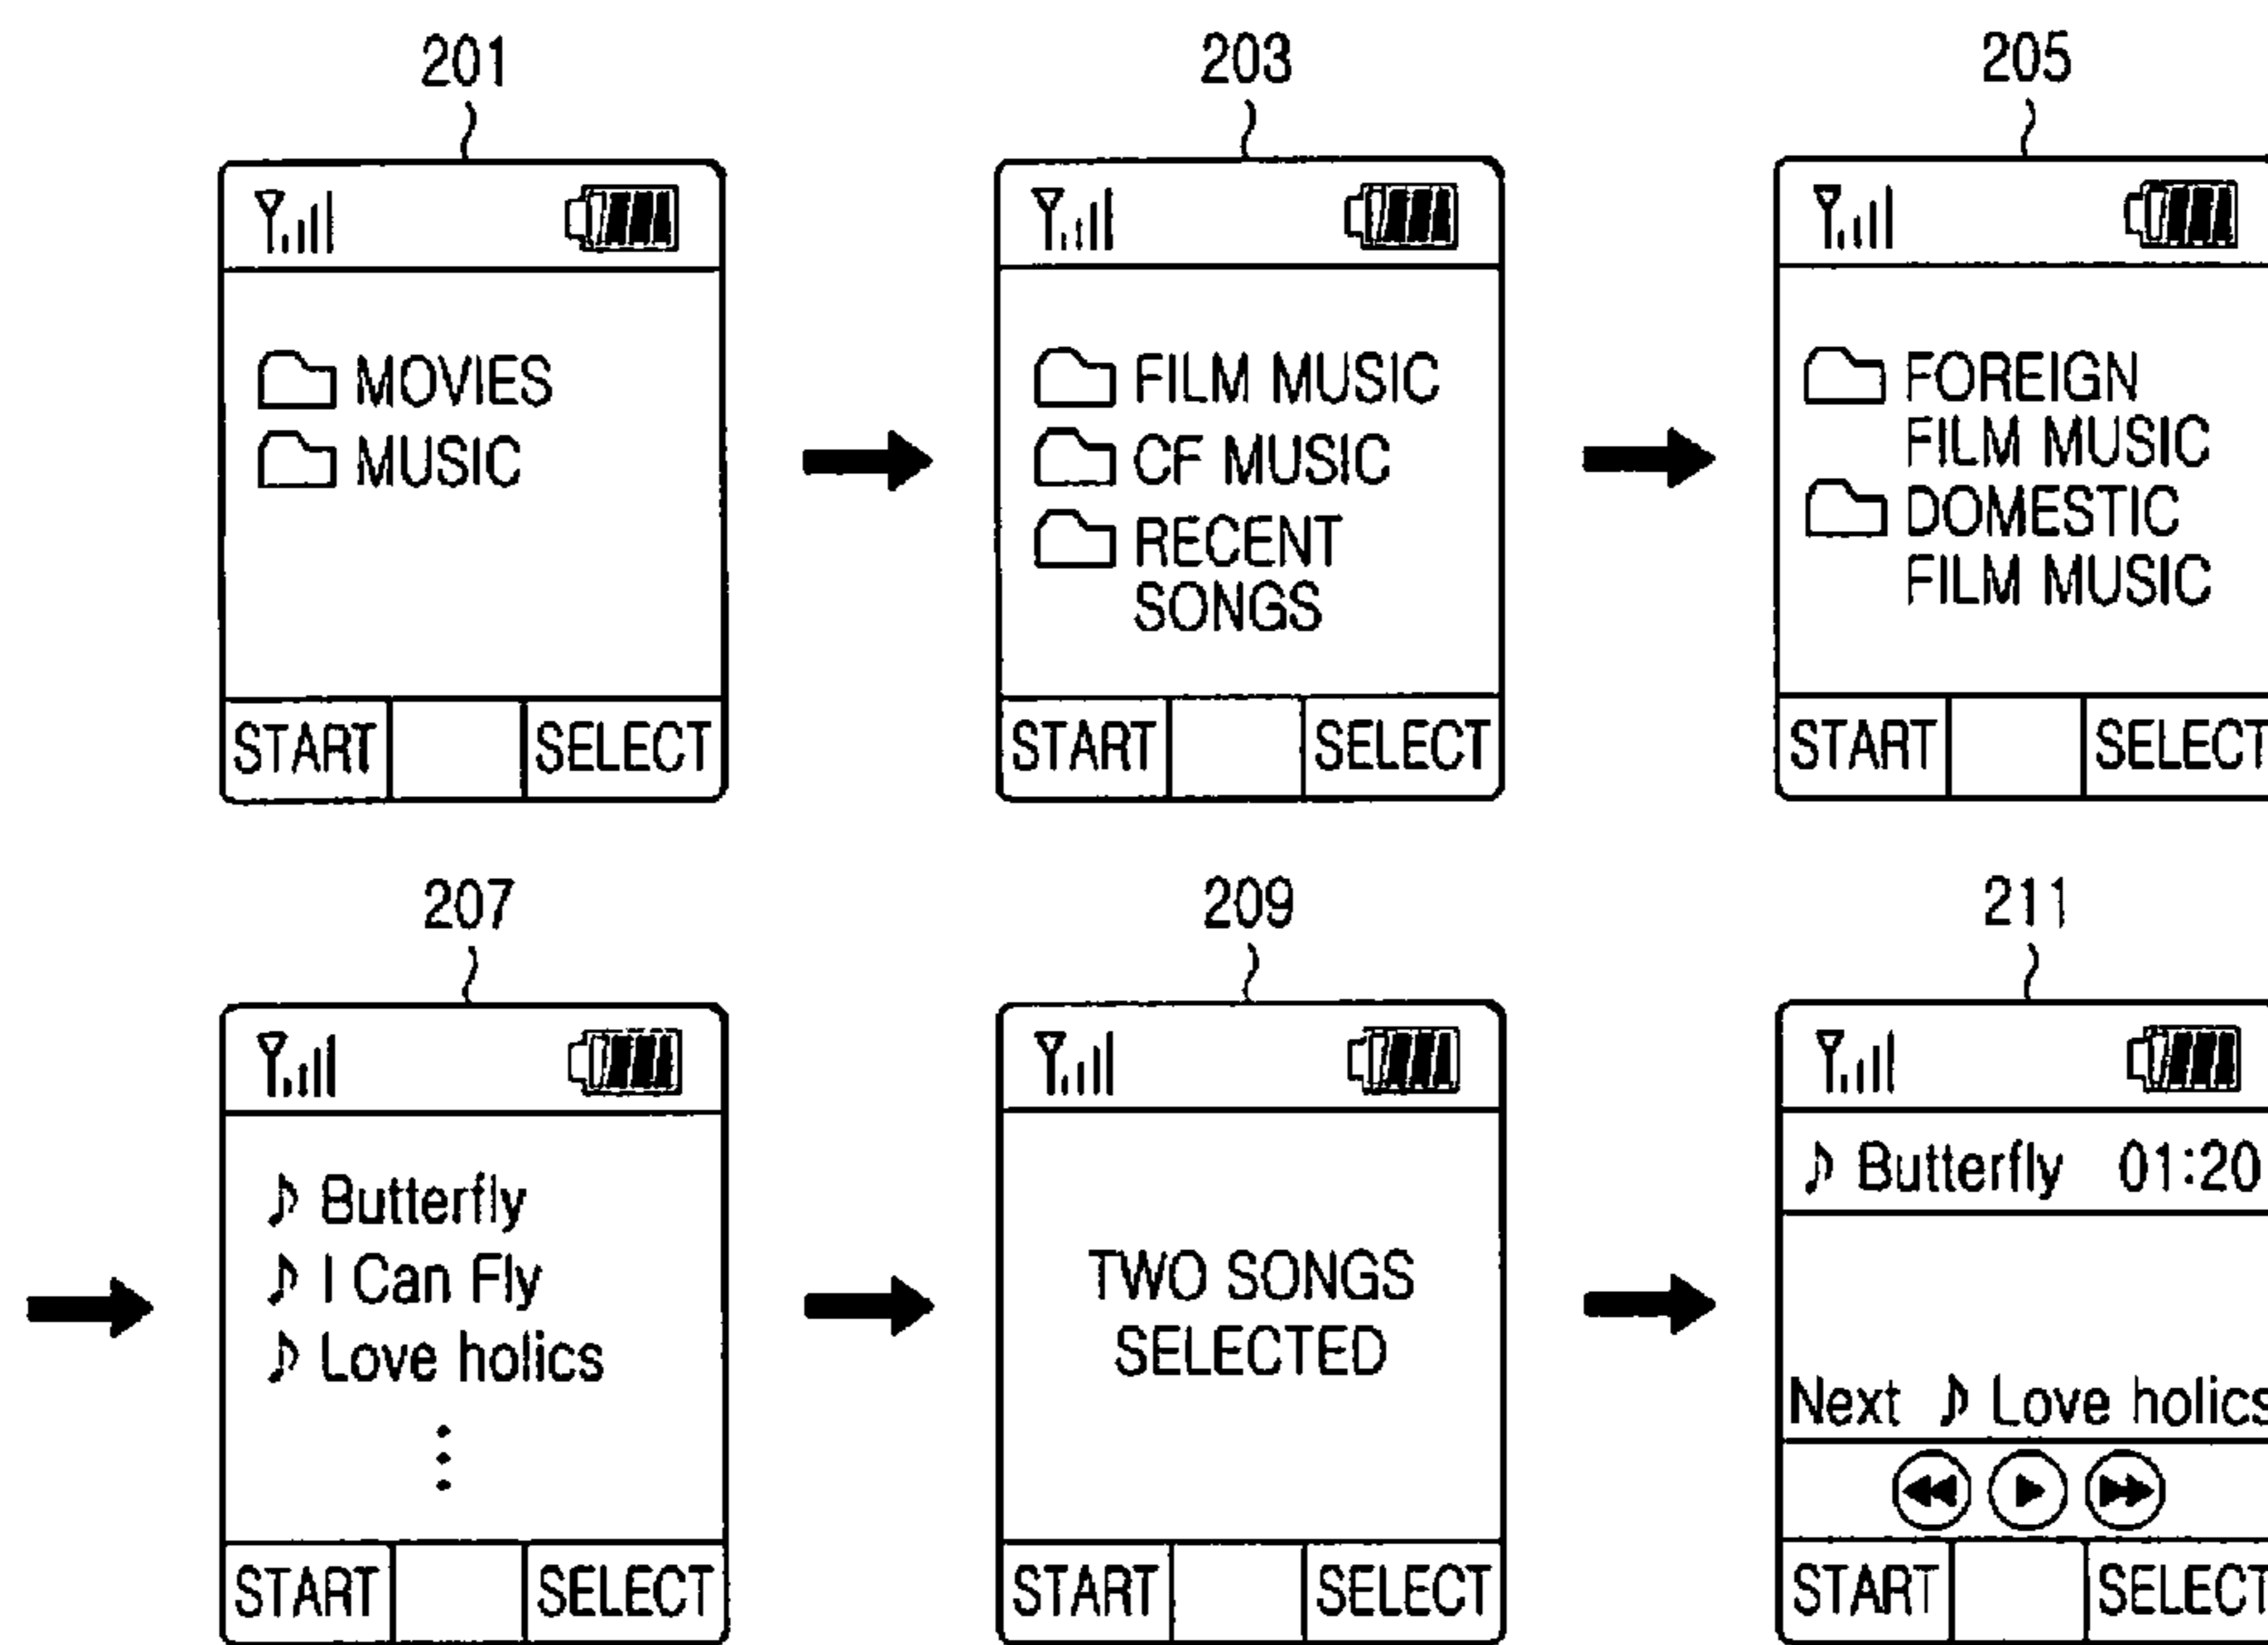 201
203
205
MOVIES
MUSIC
START
SELECT
FILM MUSIC
CF MUSIC
RECENT
SONGS
START
SELECT
FOREIGN
FILM MUSIC
DOMESTIC
FILM MUSIC
START
SELECT
207
209
211
Butterfly
I Can Fly
Love holics
START
SELECT
TWO SONGS
SELECTED
START
SELECT
Butterfly 01:20
Next Love holics
START
SELECT